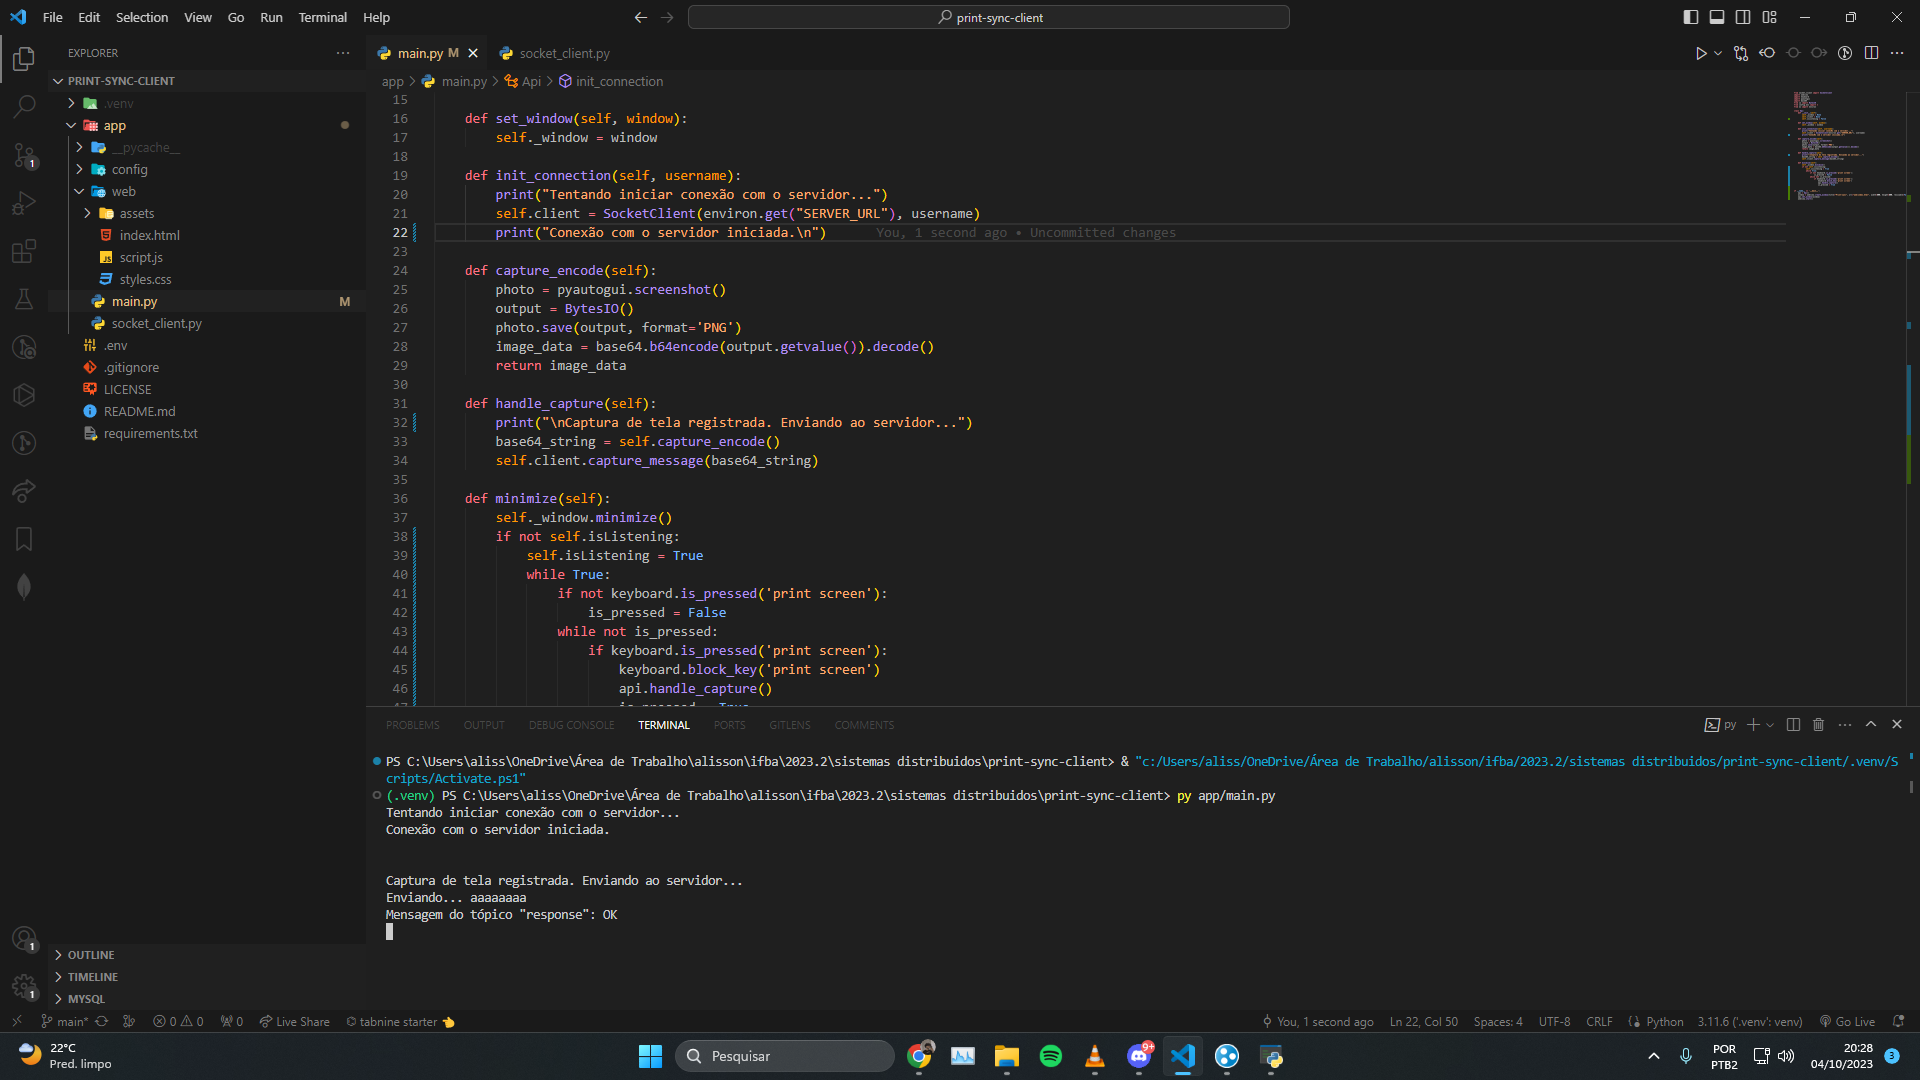 File Edit Selection View Go Run Terminal Help
print-sync-client
EXPLORER
main.py M
socket_client.py
PRINT-SYNC-CLIENT
app > main.py > Api > init_connection
.venv
app
__pycache__
config
web
assets
index.html
script.js
styles.css
main.py M
socket_client.py
.env
.gitignore
LICENSE
README.md
requirements.txt
OUTLINE
TIMELINE
MYSQL
15
16 def set_window(self, window):
17 self._window = window
18
19 def init_connection(self, username):
20 print("Tentando iniciar conexão com o servidor...")
21 self.client = SocketClient(environ.get("SERVER_URL"), username)
22 print("Conexão com o servidor iniciada.\n") You, 1 second ago • Uncommitted changes
23
24 def capture_encode(self):
25 photo = pyautogui.screenshot()
26 output = BytesIO()
27 photo.save(output, format='PNG')
28 image_data = base64.b64encode(output.getvalue()).decode()
29 return image_data
30
31 def handle_capture(self):
32 print("\nCaptura de tela registrada. Enviando ao servidor...")
33 base64_string = self.capture_encode()
34 self.client.capture_message(base64_string)
35
36 def minimize(self):
37 self._window.minimize()
38 if not self.isListening:
39 self.isListening = True
40 while True:
41 if not keyboard.is_pressed('print screen'):
42 is_pressed = False
43 while not is_pressed:
44 if keyboard.is_pressed('print screen'):
45 keyboard.block_key('print screen')
46 api.handle_capture()
PROBLEMS OUTPUT DEBUG CONSOLE TERMINAL PORTS GITLENS COMMENTS
py
PS C:\Users\aliss\OneDrive\Área de Trabalho\alisson\ifba\2023.2\sistemas distribuidos\print-sync-client> & "c:/Users/aliss/OneDrive/Área de Trabalho/alisson/ifba/2023.2/sistemas distribuidos/print-sync-client/.venv/S
cripts/Activate.ps1"
(.venv) PS C:\Users\aliss\OneDrive\Área de Trabalho\alisson\ifba\2023.2\sistemas distribuidos\print-sync-client> py app/main.py
Tentando iniciar conexão com o servidor...
Conexão com o servidor iniciada.
Captura de tela registrada. Enviando ao servidor...
Enviando... aaaaaaaa
Mensagem do tópico "response": OK
main* 0 0 0 Live Share tabnine starter You, 1 second ago Ln 22, Col 50 Spaces: 4 UTF-8 CRLF Python 3.11.6 ('.venv': venv) Go Live
22°C
Pred. limpo
Pesquisar
9+
POR
PTB2
20:28
04/10/2023
3